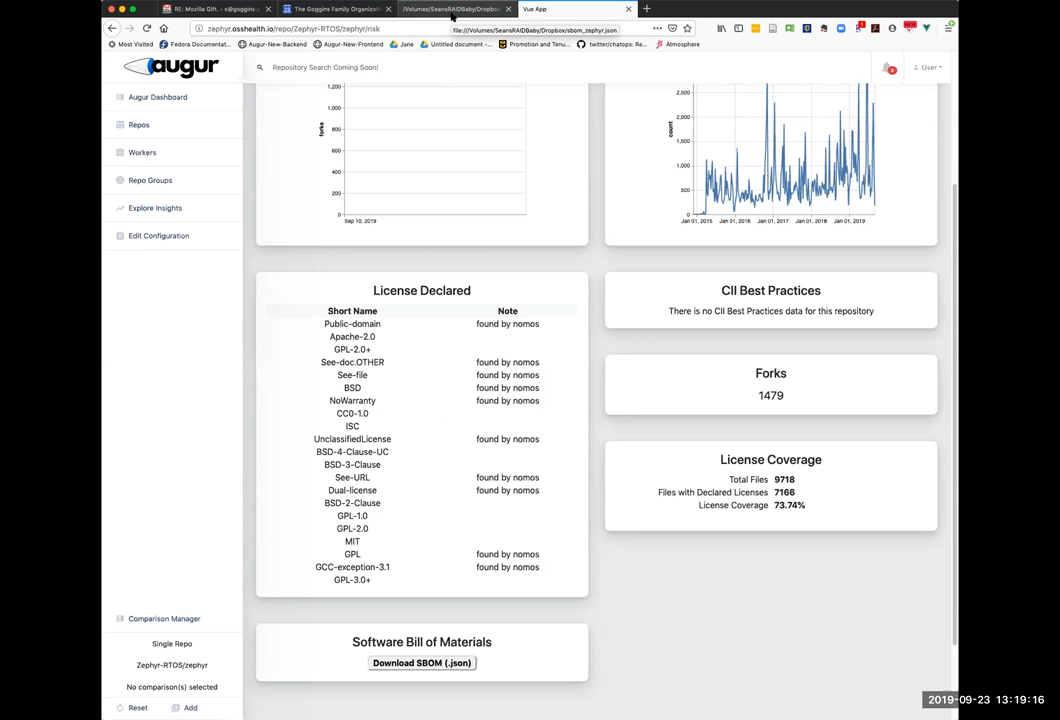 RE: Mozilla Gift. - s@goggins.
The Goggins Family Organiza
/Volumes/SeansRAIDBaby/Dropbo
Vue App
zephyr.osshealth.io/repo/Zephyr-RTOS/zephyr/risk
file:///Volumes/SeansRAIDBaby/Dropbox/sbom_zephyr.json
Most Visited
Fedora Documentat...
Augur-New-Backend
Augur-New-Frontend
Jane
Untitled document -...
Promotion and Tenu...
twitter/chatops: Re...
Atmosphere
augur
Repository Search Coming Soon!
2
User
Augur Dashboard
Repos
Workers
Repo Groups
Explore Insights
Edit Configuration
1,200
1,000
800
600
400
200
0
forks
Sep 10, 2019
2,500
2,000
1,500
1,000
500
0
count
Jan 01, 2015
Jan 01, 2016
Jan 01, 2017
Jan 01, 2018
Jan 01, 2019
License Declared
Short Name Note
Public-domain found by nomos
Apache-2.0
GPL-2.0+
See-doc.OTHER found by nomos
See-file found by nomos
BSD found by nomos
NoWarranty found by nomos
CC0-1.0
ISC
UnclassifiedLicense found by nomos
BSD-4-Clause-UC
BSD-3-Clause
See-URL found by nomos
Dual-license found by nomos
BSD-2-Clause
GPL-1.0
GPL-2.0
MIT
GPL found by nomos
GCC-exception-3.1 found by nomos
GPL-3.0+
CII Best Practices
There is no CII Best Practices data for this repository
Forks
1479
License Coverage
Total Files 9718
Files with Declared Licenses 7166
License Coverage 73.74%
Software Bill of Materials
Download SBOM (.json)
Comparison Manager
Single Repo
Zephyr-RTOS/zephyr
No comparison(s) selected
Reset
Add
2019-09-23 13:19:16